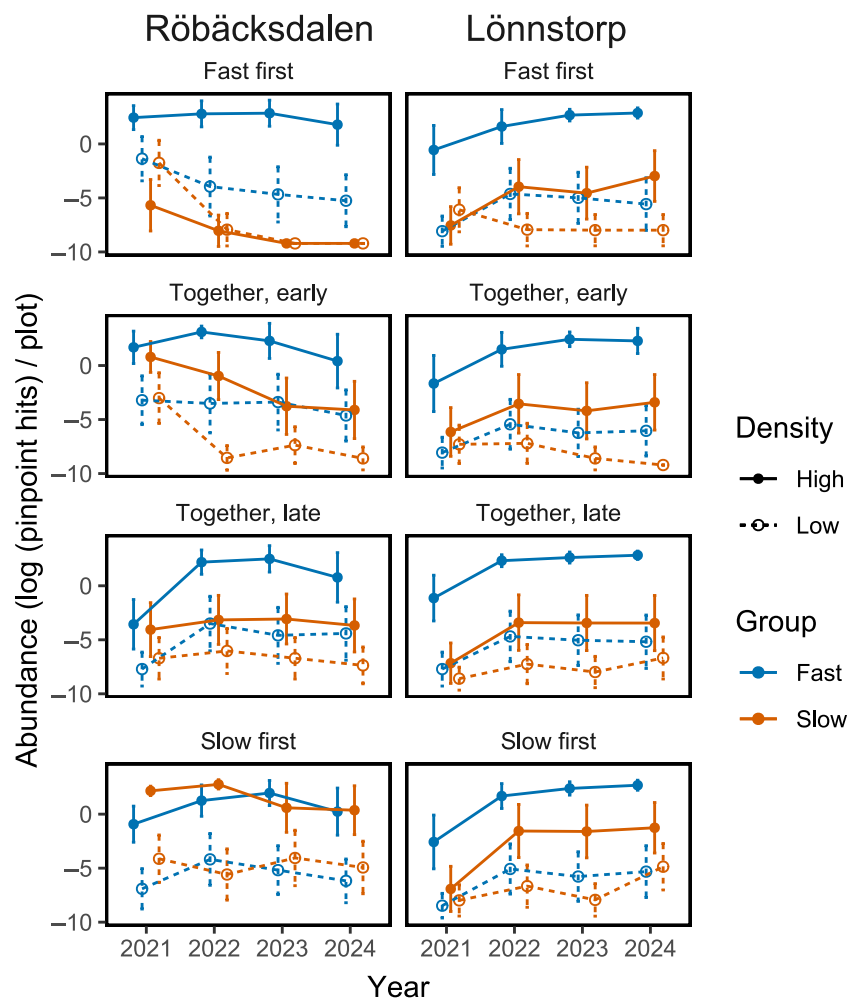 Röbäcksdalen
Lönnstorp
Fast first
Fast first
0
−5
−10
Together, early
Together, early
0
−5
−10
Together, late
Together, late
0
−5
−10
Slow first
Slow first
0
−5
−10
2021 2022 2023 2024
2021 2022 2023 2024
Year
Abundance (log (pinpoint hits) / plot)
Density
High
Low
Group
Fast
Slow